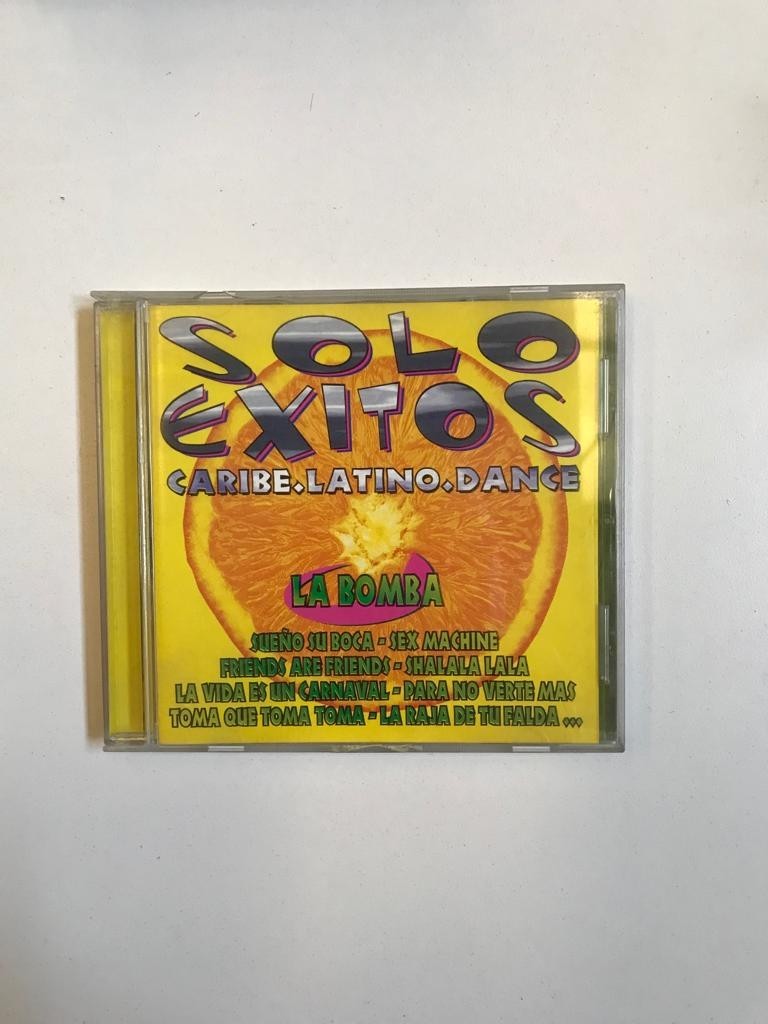 SOLO
EXITOS
CARIBE.LATINO.DANCE
LA BOMBA
SUEÑO SU BOCA - SEX MACHINE
FRIENDS ARE FRIENDS - SHALALA LALA
LA VIDA ES UN CARNAVAL - PARA NO VERTE MAS
TOMA QUE TOMA TOMA - LA RAJA DE TU FALDA ...